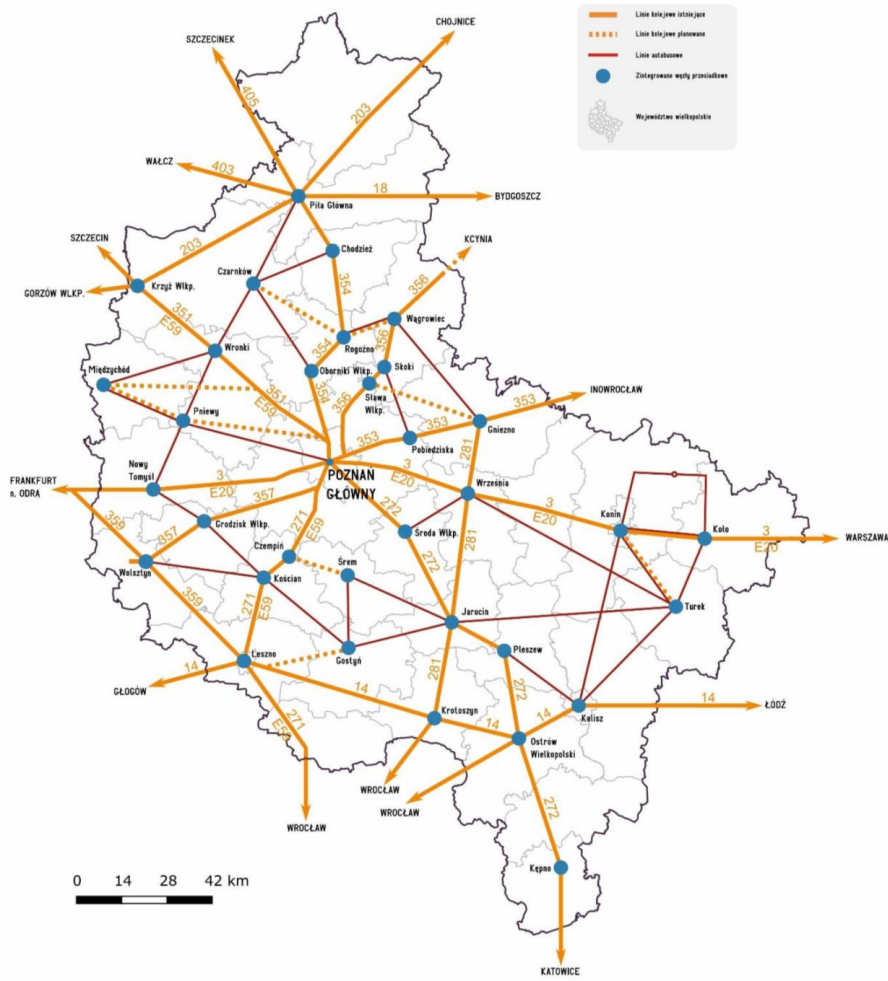 CHOJNICE
Linie kolejowe istniejące
SZCZECINEK
Linie kolejowe planowane
Linie autobusowe
Zintegrowane węzły przesiadkowe
405
203
Województwo wielkopolskie
WAŁCZ
403
18
BYDGOSZCZ
Piła Główna
SZCZECIN
KCYNIA
Chodzież
203
Czarnków
354
356
GORZÓW WLKP.
Krzyż Wlkp.
351
E59
Wągrowiec
Rogoźno
356
Wronki
354
Skoki
Międzychód
Oborniki Wlkp.
351
E59
354
Sława
Wlkp.
356
INOWROCŁAW
353
Pniewy
Gniezno
353
353
Pobiedziska
281
Nowy
Tomyśl
POZNAŃ
GŁÓWNY
3
E20
FRANKFURT
n. ODRĄ
3
E20
Września
3
E20
357
272
Konin
Koło
3
E20
WARSZAWA
359
357
Grodzisk Wlkp.
271
E59
Środa Wlkp.
281
Czempiń
Śrem
272
Wolsztyn
Kościan
359
271
E59
Turek
Jarocin
Gostyń
Pleszew
Leszno
14
GŁOGÓW
281
272
14
Kalisz
14
ŁÓDŹ
271
E59
Krotoszyn
14
14
Ostrów
Wielkopolski
WROCŁAW
WROCŁAW
WROCŁAW
272
Kępno
0 14 28 42 km
KATOWICE